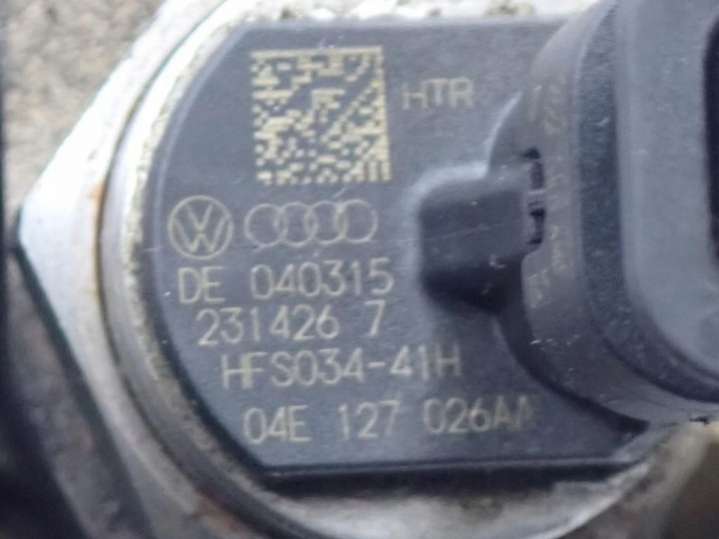 HTR
DE 040315
231426 7
HFS034-41H
04E 127 026AA